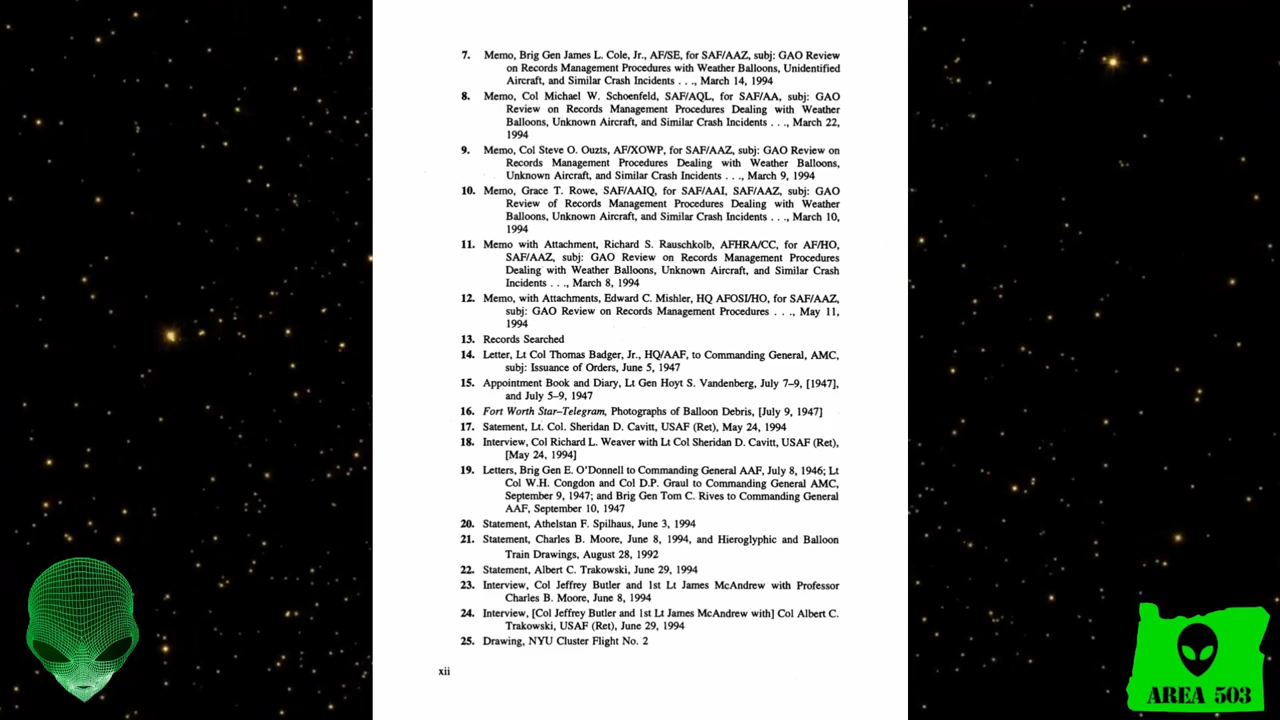 7. Memo, Brig Gen James L. Cole, Jr., AF/SE, for SAF/AAZ, subj: GAO Review
on Records Management Procedures with Weather Balloons, Unidentified
Aircraft, and Similar Crash Incidents . . ., March 14, 1994
8. Memo, Col Michael W. Schoenfeld, SAF/AQL, for SAF/AA, subj: GAO
Review on Records Management Procedures Dealing with Weather
Balloons, Unknown Aircraft, and Similar Crash Incidents . . ., March 22,
1994
9. Memo, Col Steve O. Ouzts, AF/XOWP, for SAF/AAZ, subj: GAO Review on
Records Management Procedures Dealing with Weather Balloons,
Unknown Aircraft, and Similar Crash Incidents . . ., March 9, 1994
10. Memo, Grace T. Rowe, SAF/AAIQ, for SAF/AAI, SAF/AAZ, subj: GAO
Review of Records Management Procedures Dealing with Weather
Balloons, Unknown Aircraft, and Similar Crash Incidents . . ., March 10,
1994
11. Memo with Attachment, Richard S. Rauschkolb, AFHRA/CC, for AF/HO,
SAF/AAZ, subj: GAO Review on Records Management Procedures
Dealing with Weather Balloons, Unknown Aircraft, and Similar Crash
Incidents . . ., March 8, 1994
12. Memo, with Attachments, Edward C. Mishler, HQ AFOSI/HO, for SAF/AAZ,
subj: GAO Review on Records Management Procedures . . ., May 11,
1994
13. Records Searched
14. Letter, Lt Col Thomas Badger, Jr., HQ/AAF, to Commanding General, AMC,
subj: Issuance of Orders, June 5, 1947
15. Appointment Book and Diary, Lt Gen Hoyt S. Vandenberg, July 7–9, [1947],
and July 5–9, 1947
16. Fort Worth Star–Telegram, Photographs of Balloon Debris, [July 9, 1947]
17. Satement, Lt. Col. Sheridan D. Cavitt, USAF (Ret), May 24, 1994
18. Interview, Col Richard L. Weaver with Lt Col Sheridan D. Cavitt, USAF (Ret),
[May 24, 1994]
19. Letters, Brig Gen E. O'Donnell to Commanding General AAF, July 8, 1946; Lt
Col W.H. Congdon and Col D.P. Graul to Commanding General AMC,
September 9, 1947; and Brig Gen Tom C. Rives to Commanding General
AAF, September 10, 1947
20. Statement, Athelstan F. Spilhaus, June 3, 1994
21. Statement, Charles B. Moore, June 8, 1994, and Hieroglyphic and Balloon
Train Drawings, August 28, 1992
22. Statement, Albert C. Trakowski, June 29, 1994
23. Interview, Col Jeffrey Butler and 1st Lt James McAndrew with Professor
Charles B. Moore, June 8, 1994
24. Interview, [Col Jeffrey Butler and 1st Lt James McAndrew with] Col Albert C.
Trakowski, USAF (Ret), June 29, 1994
25. Drawing, NYU Cluster Flight No. 2
xii
AREA 503